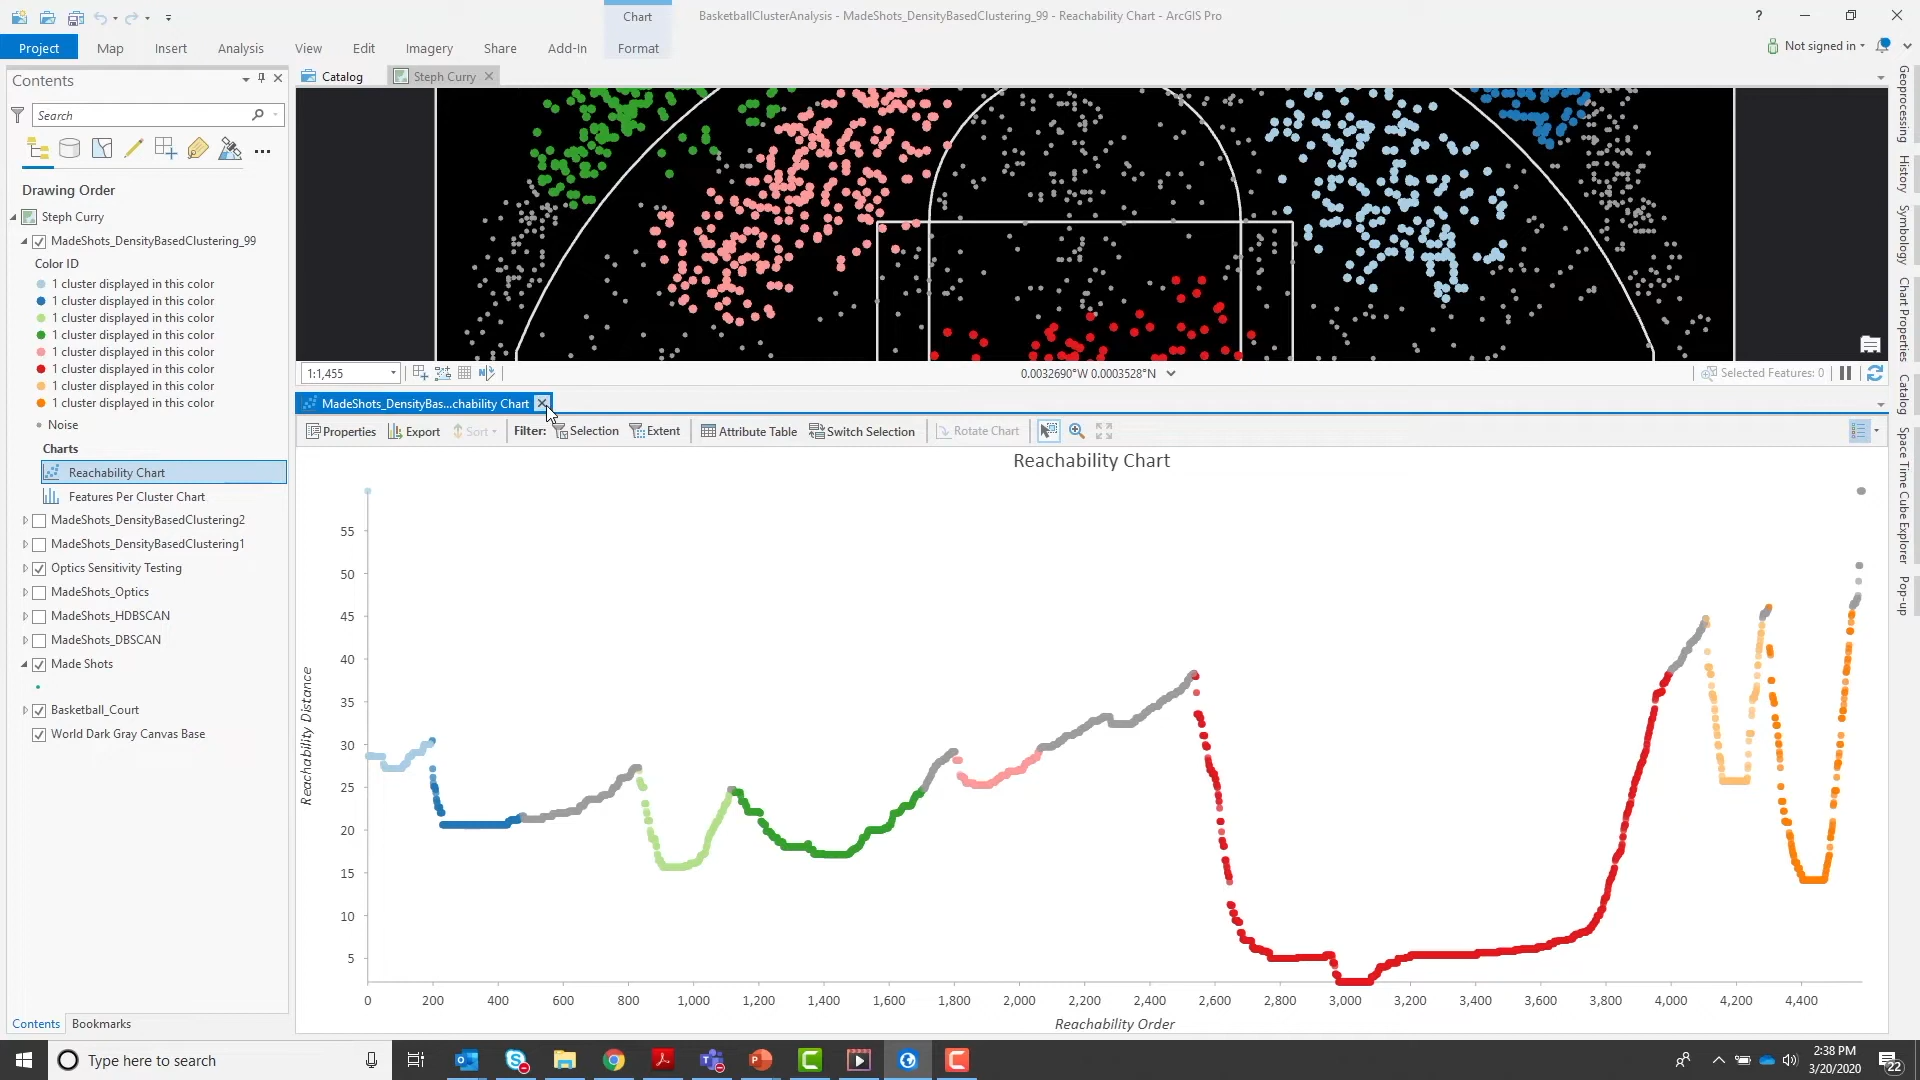 Chart
BasketballClusterAnalysis - MadeShots_DensityBasedClustering_99 - Reachability Chart - ArcGIS Pro
?
Project
Map
Insert
Analysis
View
Edit
Imagery
Share
Add-In
Format
Not signed in
Contents
Search
Drawing Order
Steph Curry
MadeShots_DensityBasedClustering_99
Color ID
1 cluster displayed in this color
1 cluster displayed in this color
1 cluster displayed in this color
1 cluster displayed in this color
1 cluster displayed in this color
1 cluster displayed in this color
1 cluster displayed in this color
1 cluster displayed in this color
Noise
Charts
Reachability Chart
Features Per Cluster Chart
MadeShots_DensityBasedClustering2
MadeShots_DensityBasedClustering1
Optics Sensitivity Testing
MadeShots_Optics
MadeShots_HDBSCAN
MadeShots_DBSCAN
Made Shots
Basketball_Court
World Dark Gray Canvas Base
Contents
Bookmarks
Catalog
Steph Curry
1:1,455
0.0032690°W 0.0003528°N
Selected Features: 0
MadeShots_DensityBas...chability Chart
Properties
Export
Sort
Filter:
Selection
Extent
Attribute Table
Switch Selection
Rotate Chart
Reachability Chart
Reachability Distance
55
50
45
40
35
30
25
20
15
10
5
0
200
400
600
800
1,000
1,200
1,400
1,600
1,800
2,000
2,200
2,400
2,600
2,800
3,000
3,200
3,400
3,600
3,800
4,000
4,200
4,400
Reachability Order
Geoprocessing
History
Symbology
Chart Properties
Catalog
Space Time Cube Explorer
Pop-up
Type here to search
2:38 PM
3/20/2020
22